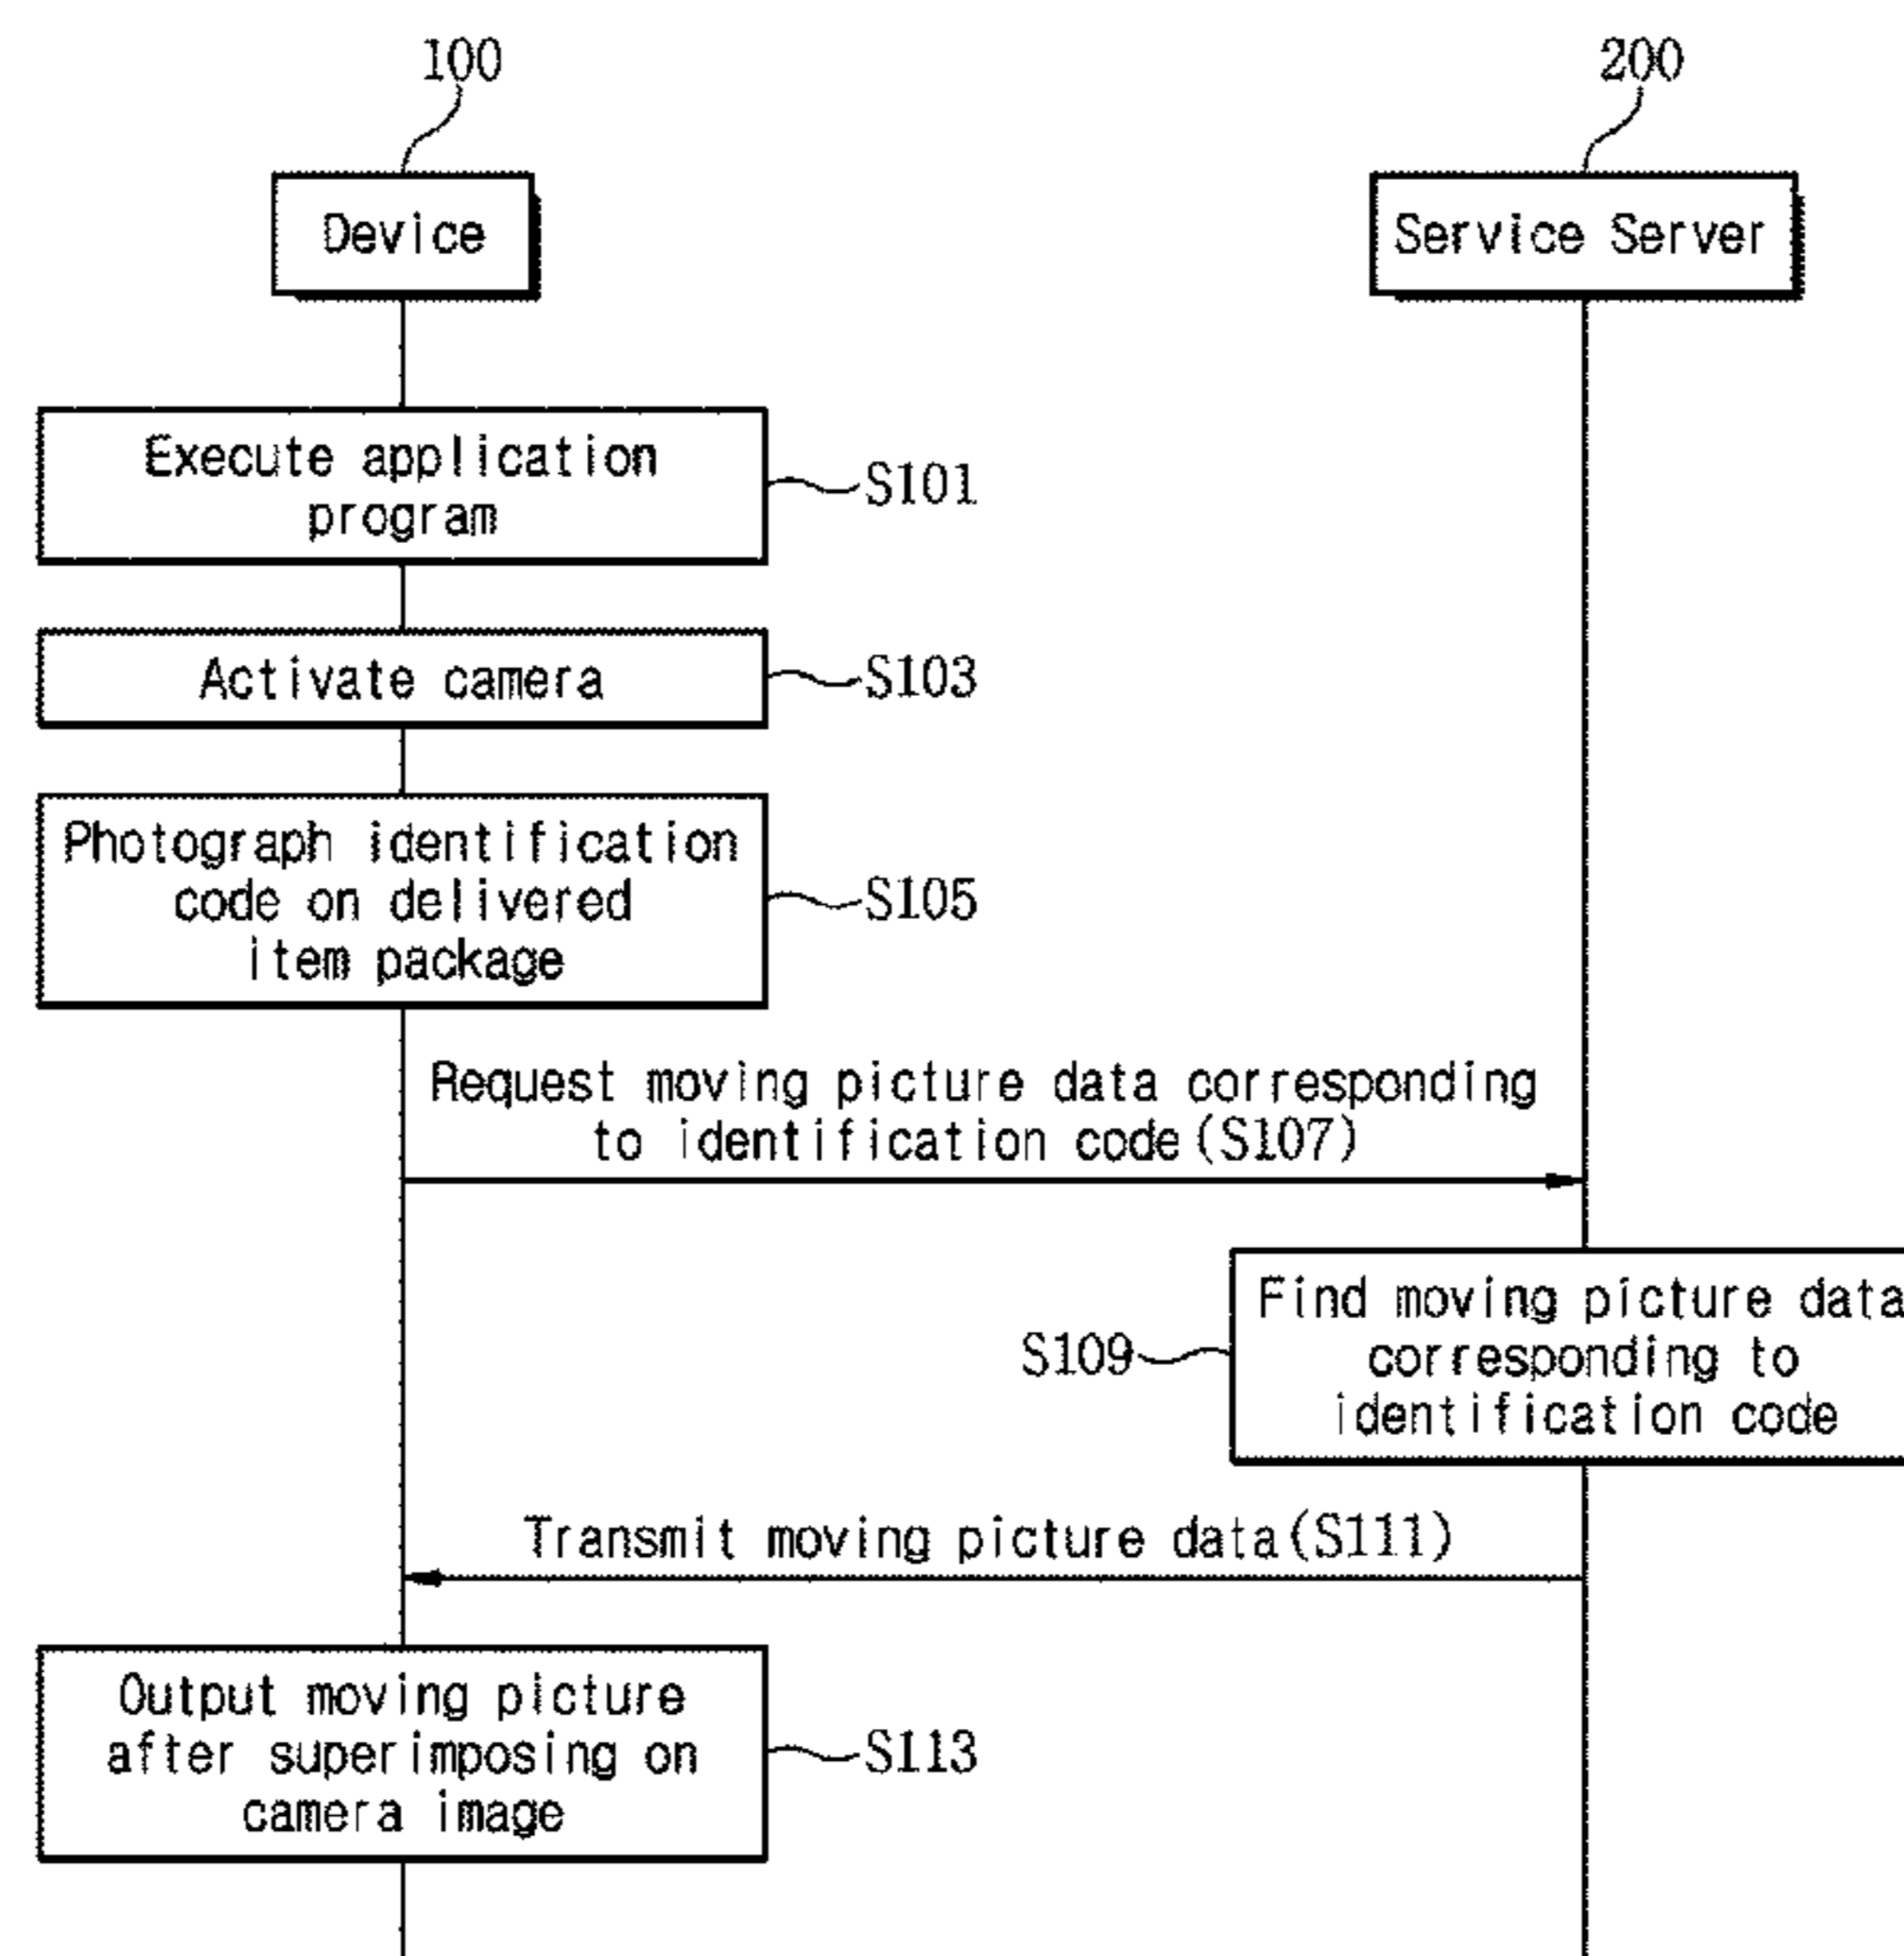 100
200
Device
Service Server
Execute application
program
S101
Activate camera
S103
Photograph identification
code on delivered
item package
S105
Request moving picture data corresponding
to identification code(S107)
Find moving picture data
corresponding to
identification code
S109
Transmit moving picture data(S111)
Output moving picture
after superimposing on
camera image
S113